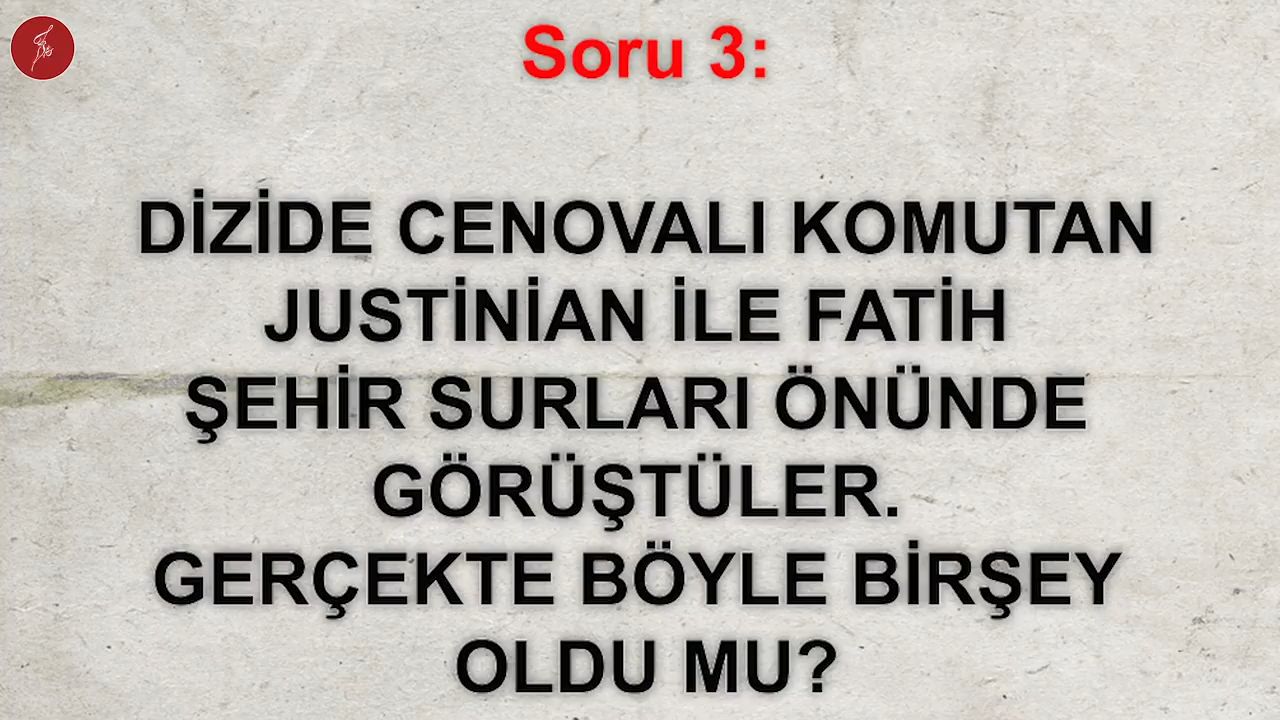 Soru 3:
DİZİDE CENOVALI KOMUTAN
JUSTİNİAN İLE FATİH
ŞEHİR SURLARI ÖNÜNDE
GÖRÜŞTÜLER.
GERÇEKTE BÖYLE BİRŞEY
OLDU MU?